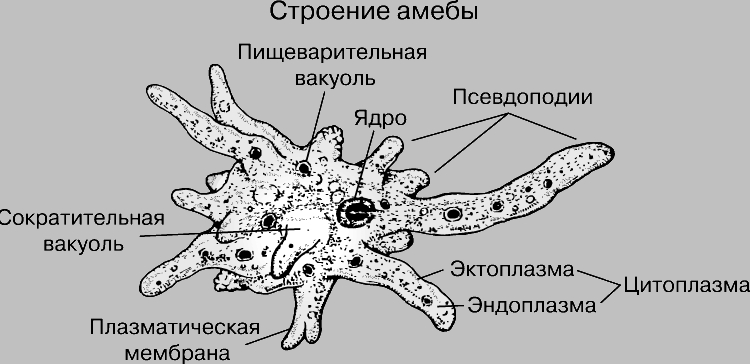 Строение амебы
Пищеварительная
вакуоль
Псевдоподии
Ядро
Сократительная
вакуоль
Эктоплазма
Цитоплазма
Эндоплазма
Плазматическая
мембрана